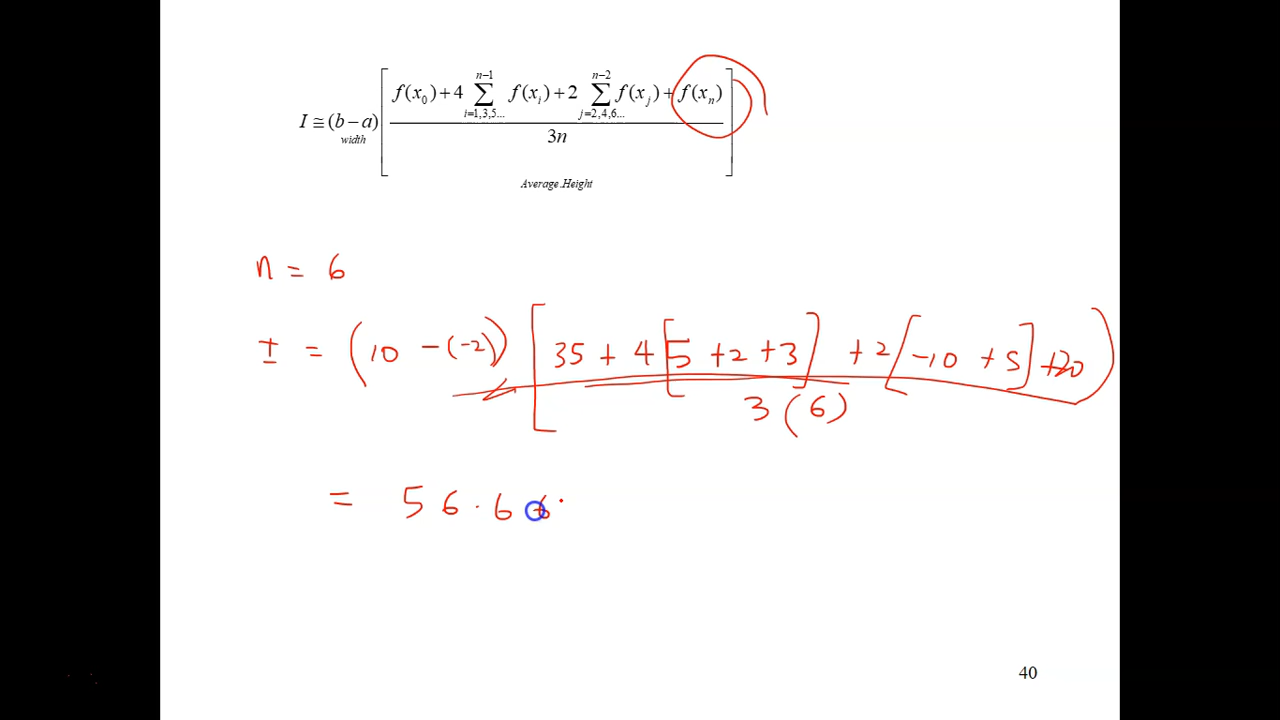 I ≅ (b − a) [ f(x₀) + 4 ∑ f(xᵢ) + 2 ∑ f(xⱼ) + f(xₙ) ]
n−1 n−2
i=1,3,5... j=2,4,6...
width 3n
Average.Height
n = 6
I = (10 - (-2)) [ 35 + 4 [ 5 + 2 + 3 ] + 2 [ -10 + 5 ] + 20 )
3 ( 6 )
= 56.66
40